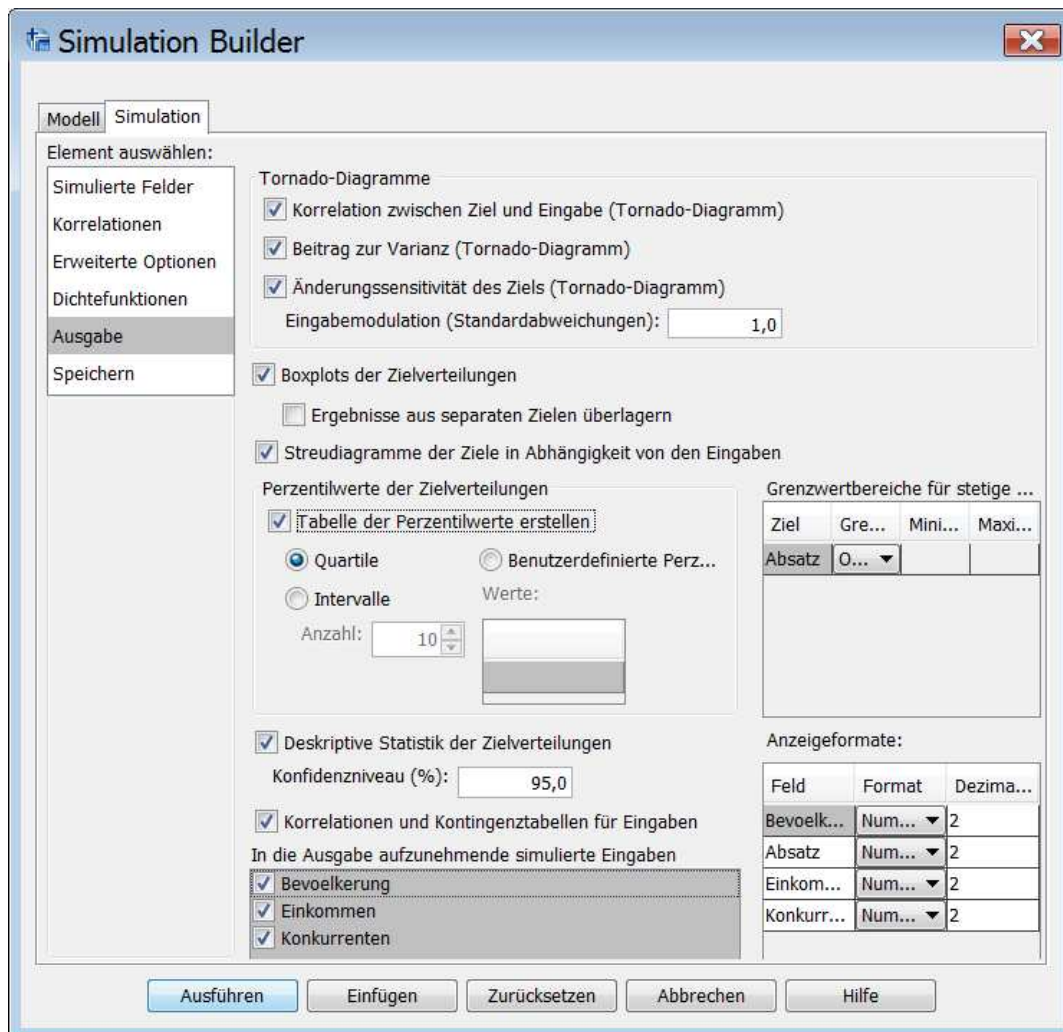 Simulation Builder
Modell
Simulation
Element auswählen:
Simulierte Felder
Korrelationen
Erweiterte Optionen
Dichtefunktionen
Ausgabe
Speichern
Tornado-Diagramme
Korrelation zwischen Ziel und Eingabe (Tornado-Diagramm)
Beitrag zur Varianz (Tornado-Diagramm)
Änderungssensitivität des Ziels (Tornado-Diagramm)
Eingabemodulation (Standardabweichungen): 1,0
Boxplots der Zielverteilungen
Ergebnisse aus separaten Zielen überlagern
Streudiagramme der Ziele in Abhängigkeit von den Eingaben
Perzentilwerte der Zielverteilungen
Tabelle der Perzentilwerte erstellen
Quartile
Benutzerdefinierte Perz...
Intervalle
Werte:
Anzahl: 10
Grenzwertbereiche für stetige ...
Ziel Gre... Mini... Maxi...
Absatz O...
Deskriptive Statistik der Zielverteilungen
Konfidenzniveau (%): 95,0
Korrelationen und Kontingenztabellen für Eingaben
In die Ausgabe aufzunehmende simulierte Eingaben
Bevoelkerung
Einkommen
Konkurrenten
Anzeigeformate:
Feld Format Dezima...
Bevoelk... Num... 2
Absatz Num... 2
Einkom... Num... 2
Konkurr... Num... 2
Ausführen Einfügen Zurücksetzen Abbrechen Hilfe